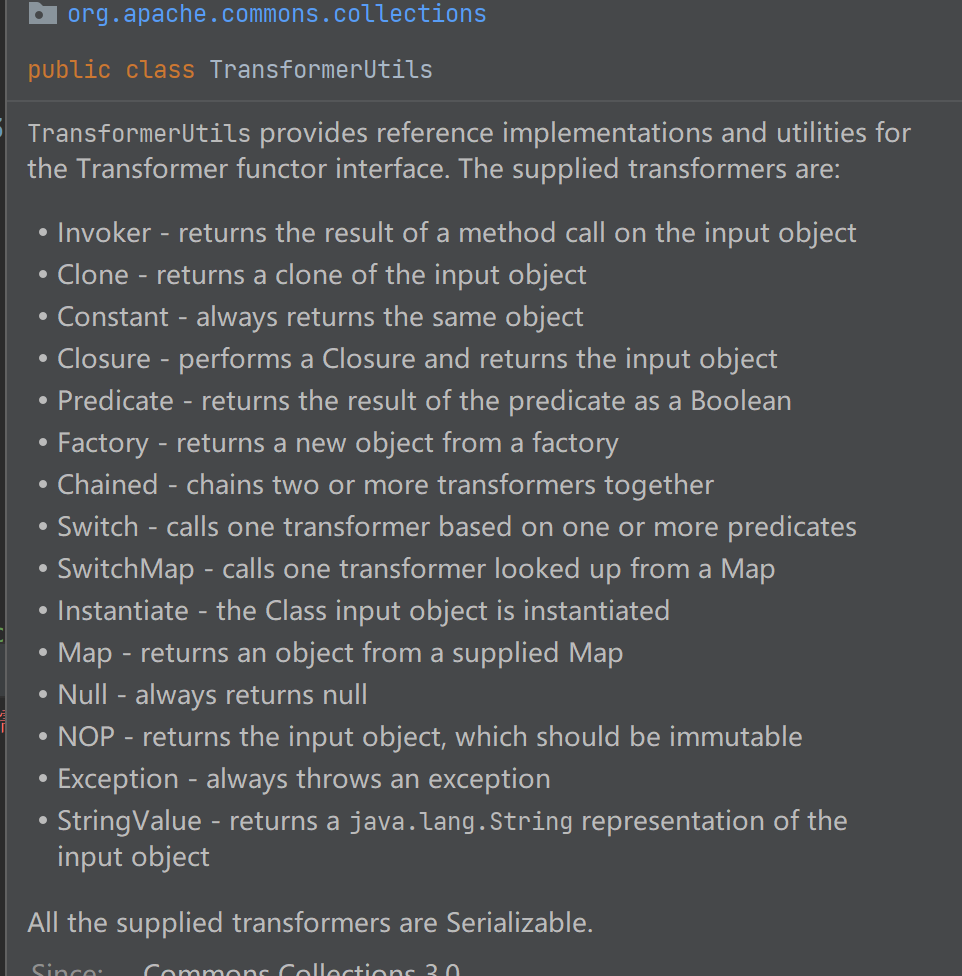 org.apache.commons.collections
public class TransformerUtils
TransformerUtils provides reference implementations and utilities for
the Transformer functor interface. The supplied transformers are:
• Invoker - returns the result of a method call on the input object
• Clone - returns a clone of the input object
• Constant - always returns the same object
• Closure - performs a Closure and returns the input object
• Predicate - returns the result of the predicate as a Boolean
• Factory - returns a new object from a factory
• Chained - chains two or more transformers together
• Switch - calls one transformer based on one or more predicates
• SwitchMap - calls one transformer looked up from a Map
• Instantiate - the Class input object is instantiated
• Map - returns an object from a supplied Map
• Null - always returns null
• NOP - returns the input object, which should be immutable
• Exception - always throws an exception
• StringValue - returns a java.lang.String representation of the
input object
All the supplied transformers are Serializable.
Since: Commons Collections 3.0